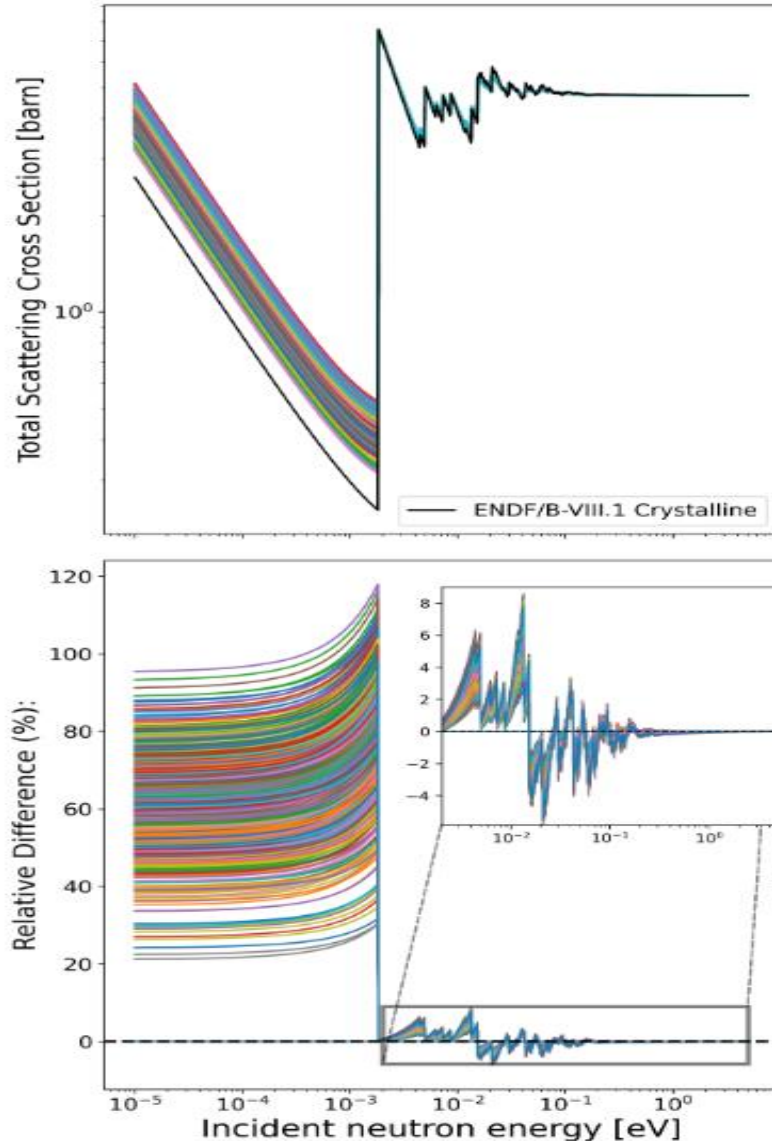 Total Scattering Cross Section [barn]
10⁰
ENDF/B-VIII.1 Crystalline
Relative Difference (%):
120
100
80
60
40
20
0
8
6
4
2
0
−2
−4
10⁻² 10⁻¹ 10⁰
10⁻⁵ 10⁻⁴ 10⁻³ 10⁻² 10⁻¹ 10⁰
Incident neutron energy [eV]